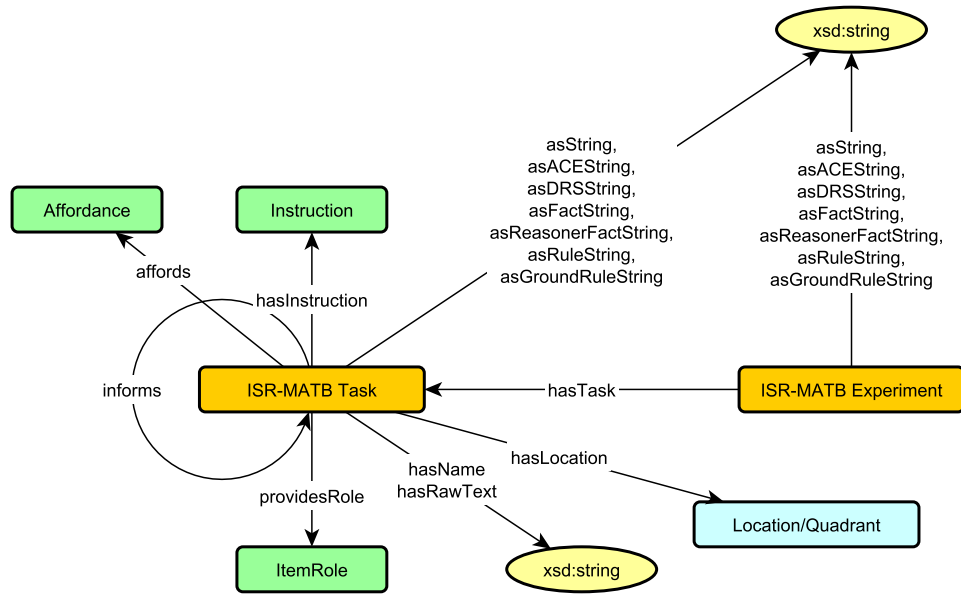 xsd:string
asString,
asACEString,
asDRSString,
asFactString,
asReasonerFactString,
asRuleString,
asGroundRuleString
asString,
asACEString,
asDRSString,
asFactString,
asReasonerFactString,
asRuleString,
asGroundRuleString
Affordance
Instruction
affords
hasInstruction
informs
ISR-MATB Task
hasTask
ISR-MATB Experiment
hasName
hasRawText
hasLocation
providesRole
Location/Quadrant
ItemRole
xsd:string